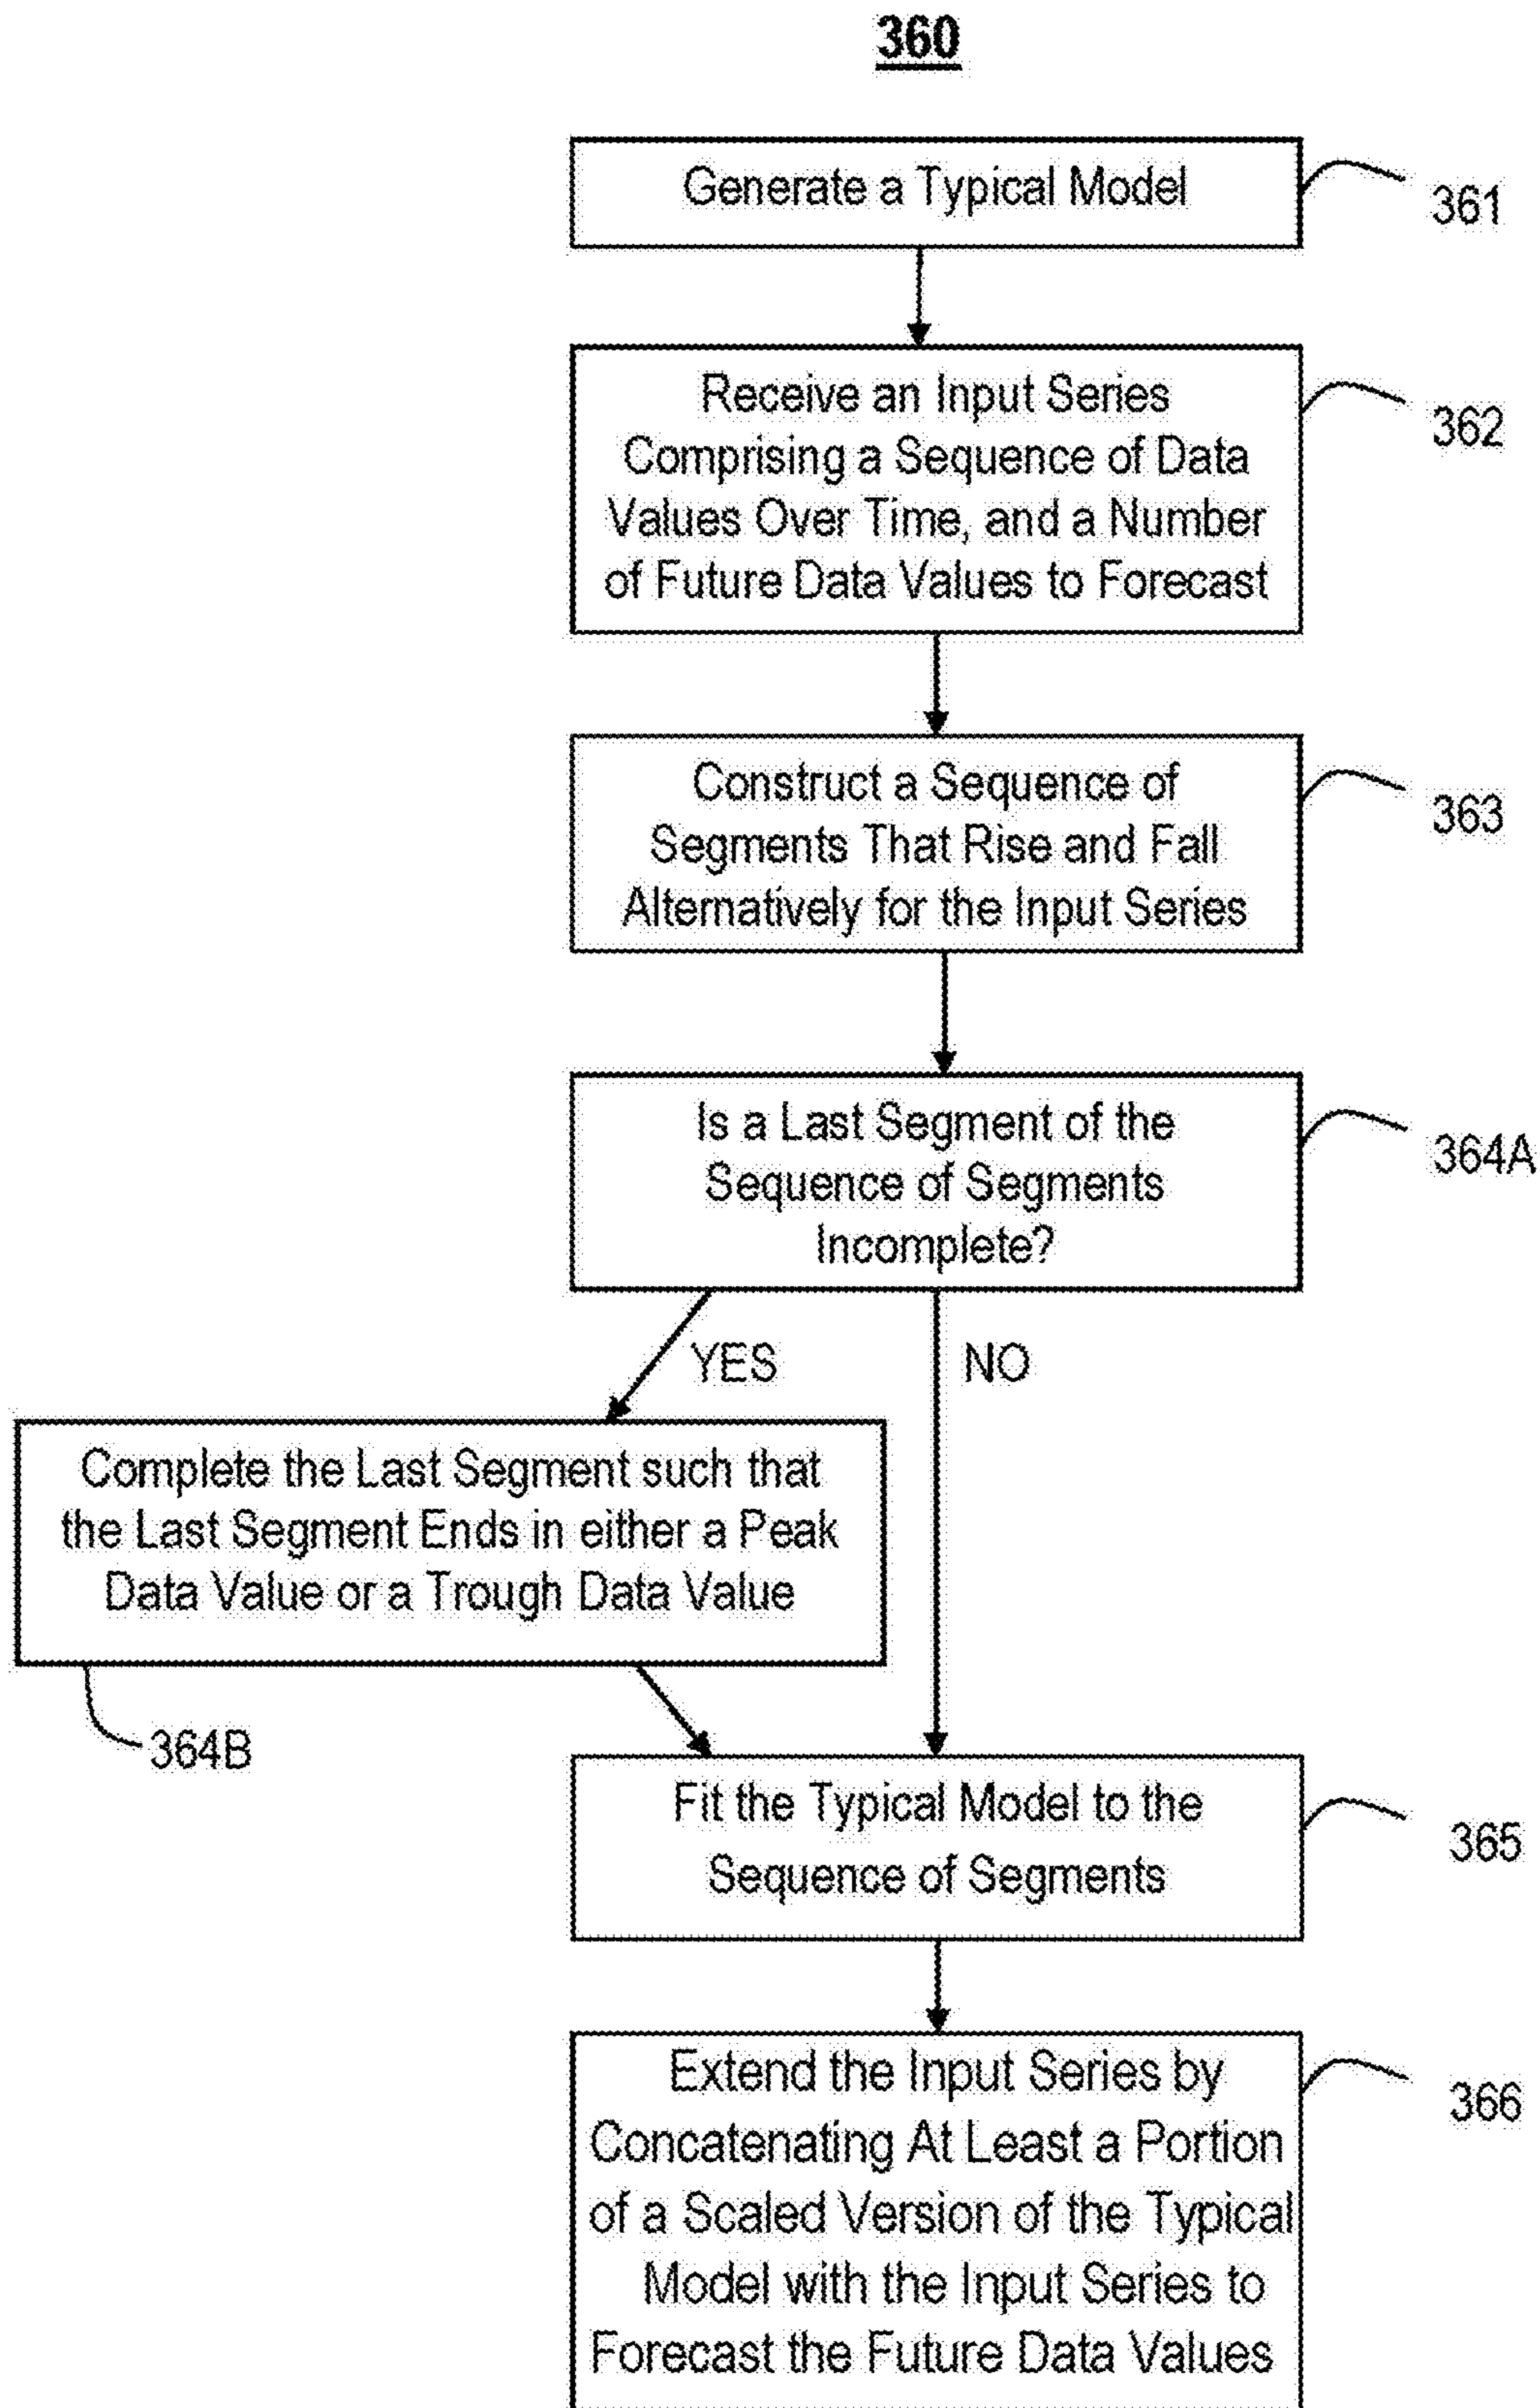 360
Generate a Typical Model
361
Receive an Input Series
Comprising a Sequence of Data
Values Over Time, and a Number
of Future Data Values to Forecast
362
Construct a Sequence of
Segments That Rise and Fall
Alternatively for the Input Series
363
Is a Last Segment of the
Sequence of Segments
Incomplete?
364A
YES
NO
Complete the Last Segment such that
the Last Segment Ends in either a Peak
Data Value or a Trough Data Value
364B
Fit the Typical Model to the
Sequence of Segments
365
Extend the Input Series by
Concatenating At Least a Portion
of a Scaled Version of the Typical
Model with the Input Series to
Forecast the Future Data Values
366